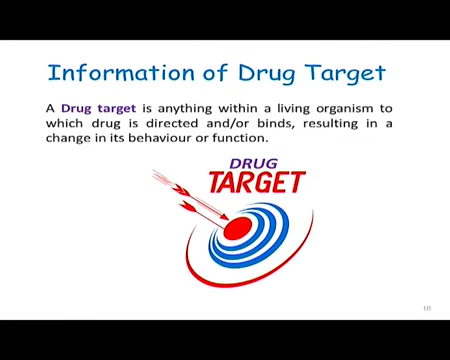 Information of Drug Target
A Drug target is anything within a living organism to
which drug is directed and/or binds, resulting in a
change in its behaviour or function.
DRUG
TARGET
10